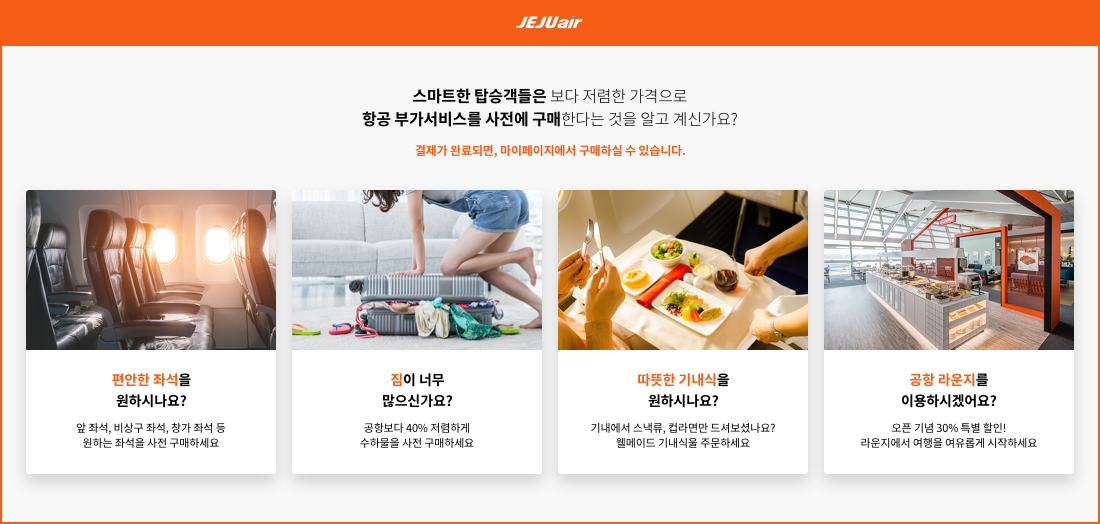 JEJUair
스마트한 탑승객들은 보다 저렴한 가격으로
항공 부가서비스를 사전에 구매한다는 것을 알고 계신가요?
결제가 완료되면, 마이페이지에서 구매하실 수 있습니다.
편안한 좌석을
원하시나요?
앞 좌석, 비상구 좌석, 창가 좌석 등
원하는 좌석을 사전 구매하세요
짐이 너무
많으신가요?
공항보다 40% 저렴하게
수하물을 사전 구매하세요
따뜻한 기내식을
원하시나요?
기내에서 스낵류, 컵라면만 드셔보셨나요?
웰메이드 기내식을 주문하세요
공항 라운지를
이용하시겠어요?
오픈 기념 30% 특별 할인!
라운지에서 여행을 여유롭게 시작하세요